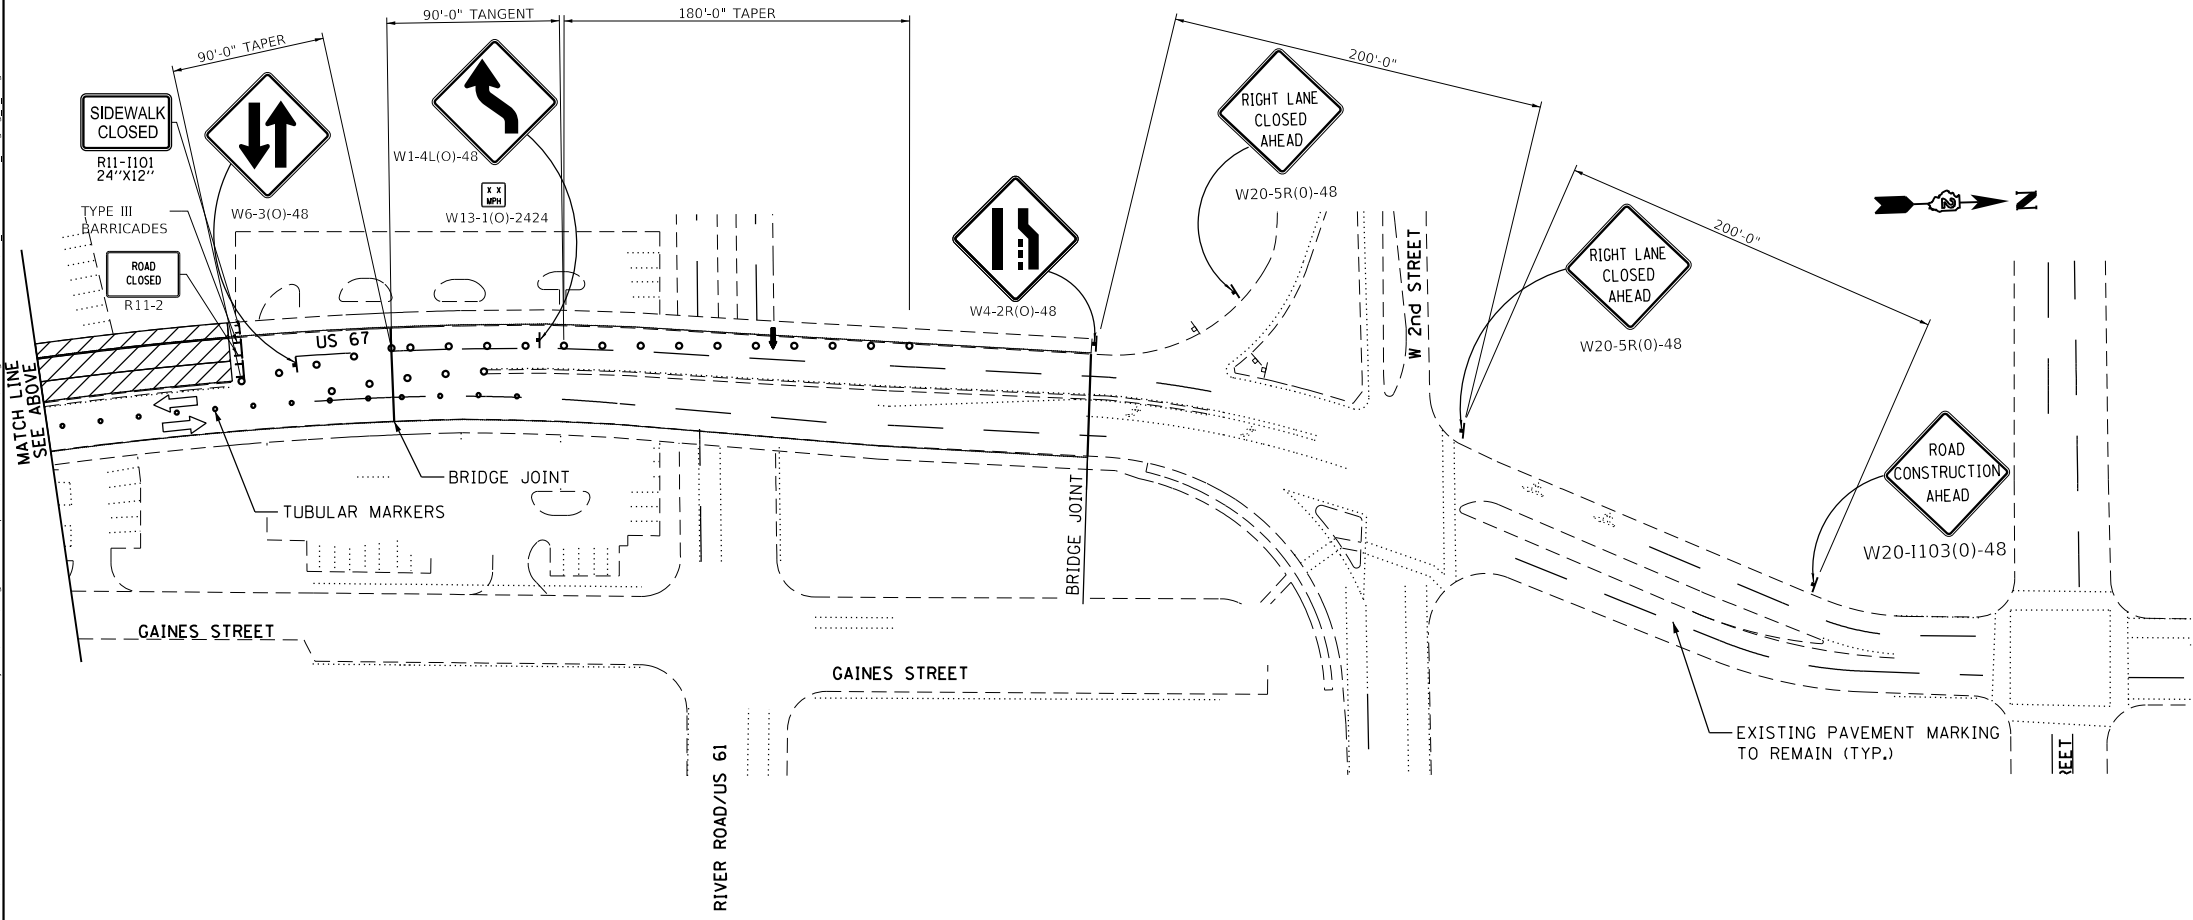 90'-0" TAPER
90'-0" TANGENT
180'-0" TAPER
200'-0"
200'-0"
SIDEWALK
CLOSED
R11-I101
24''X12''
TYPE III
BARRICADES
ROAD
CLOSED
R11-2
W6-3(O)-48
W1-4L(O)-48
X X
MPH
W13-1(O)-2424
W4-2R(O)-48
RIGHT LANE
CLOSED
AHEAD
W20-5R(O)-48
RIGHT LANE
CLOSED
AHEAD
W20-5R(O)-48
ROAD
CONSTRUCTION
AHEAD
W20-I103(O)-48
N
US 67
W 2nd STREET
MATCH LINE
SEE ABOVE
BRIDGE JOINT
TUBULAR MARKERS
BRIDGE JOINT
GAINES STREET
GAINES STREET
RIVER ROAD/US 61
EXISTING PAVEMENT MARKING
TO REMAIN (TYP.)